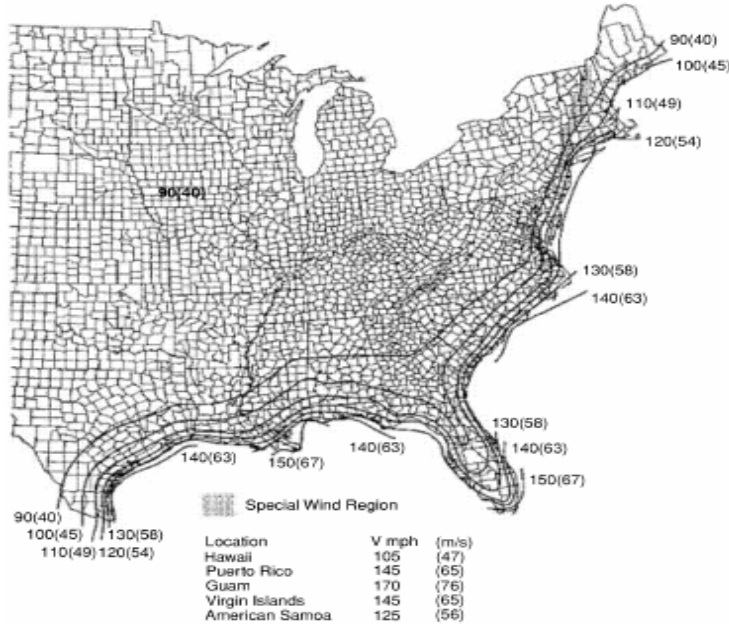 90(40)
100(45)
110(49)
120(54)
90(40)
130(58)
140(63)
130(58)
140(63)
140(63)
140(63)
150(67)
150(67)
90(40)
100(45)
130(58)
110(49) 120(54)
Special Wind Region
Location V mph (m/s)
Hawaii 105 (47)
Puerto Rico 145 (65)
Guam 170 (76)
Virgin Islands 145 (65)
American Samoa 125 (56)